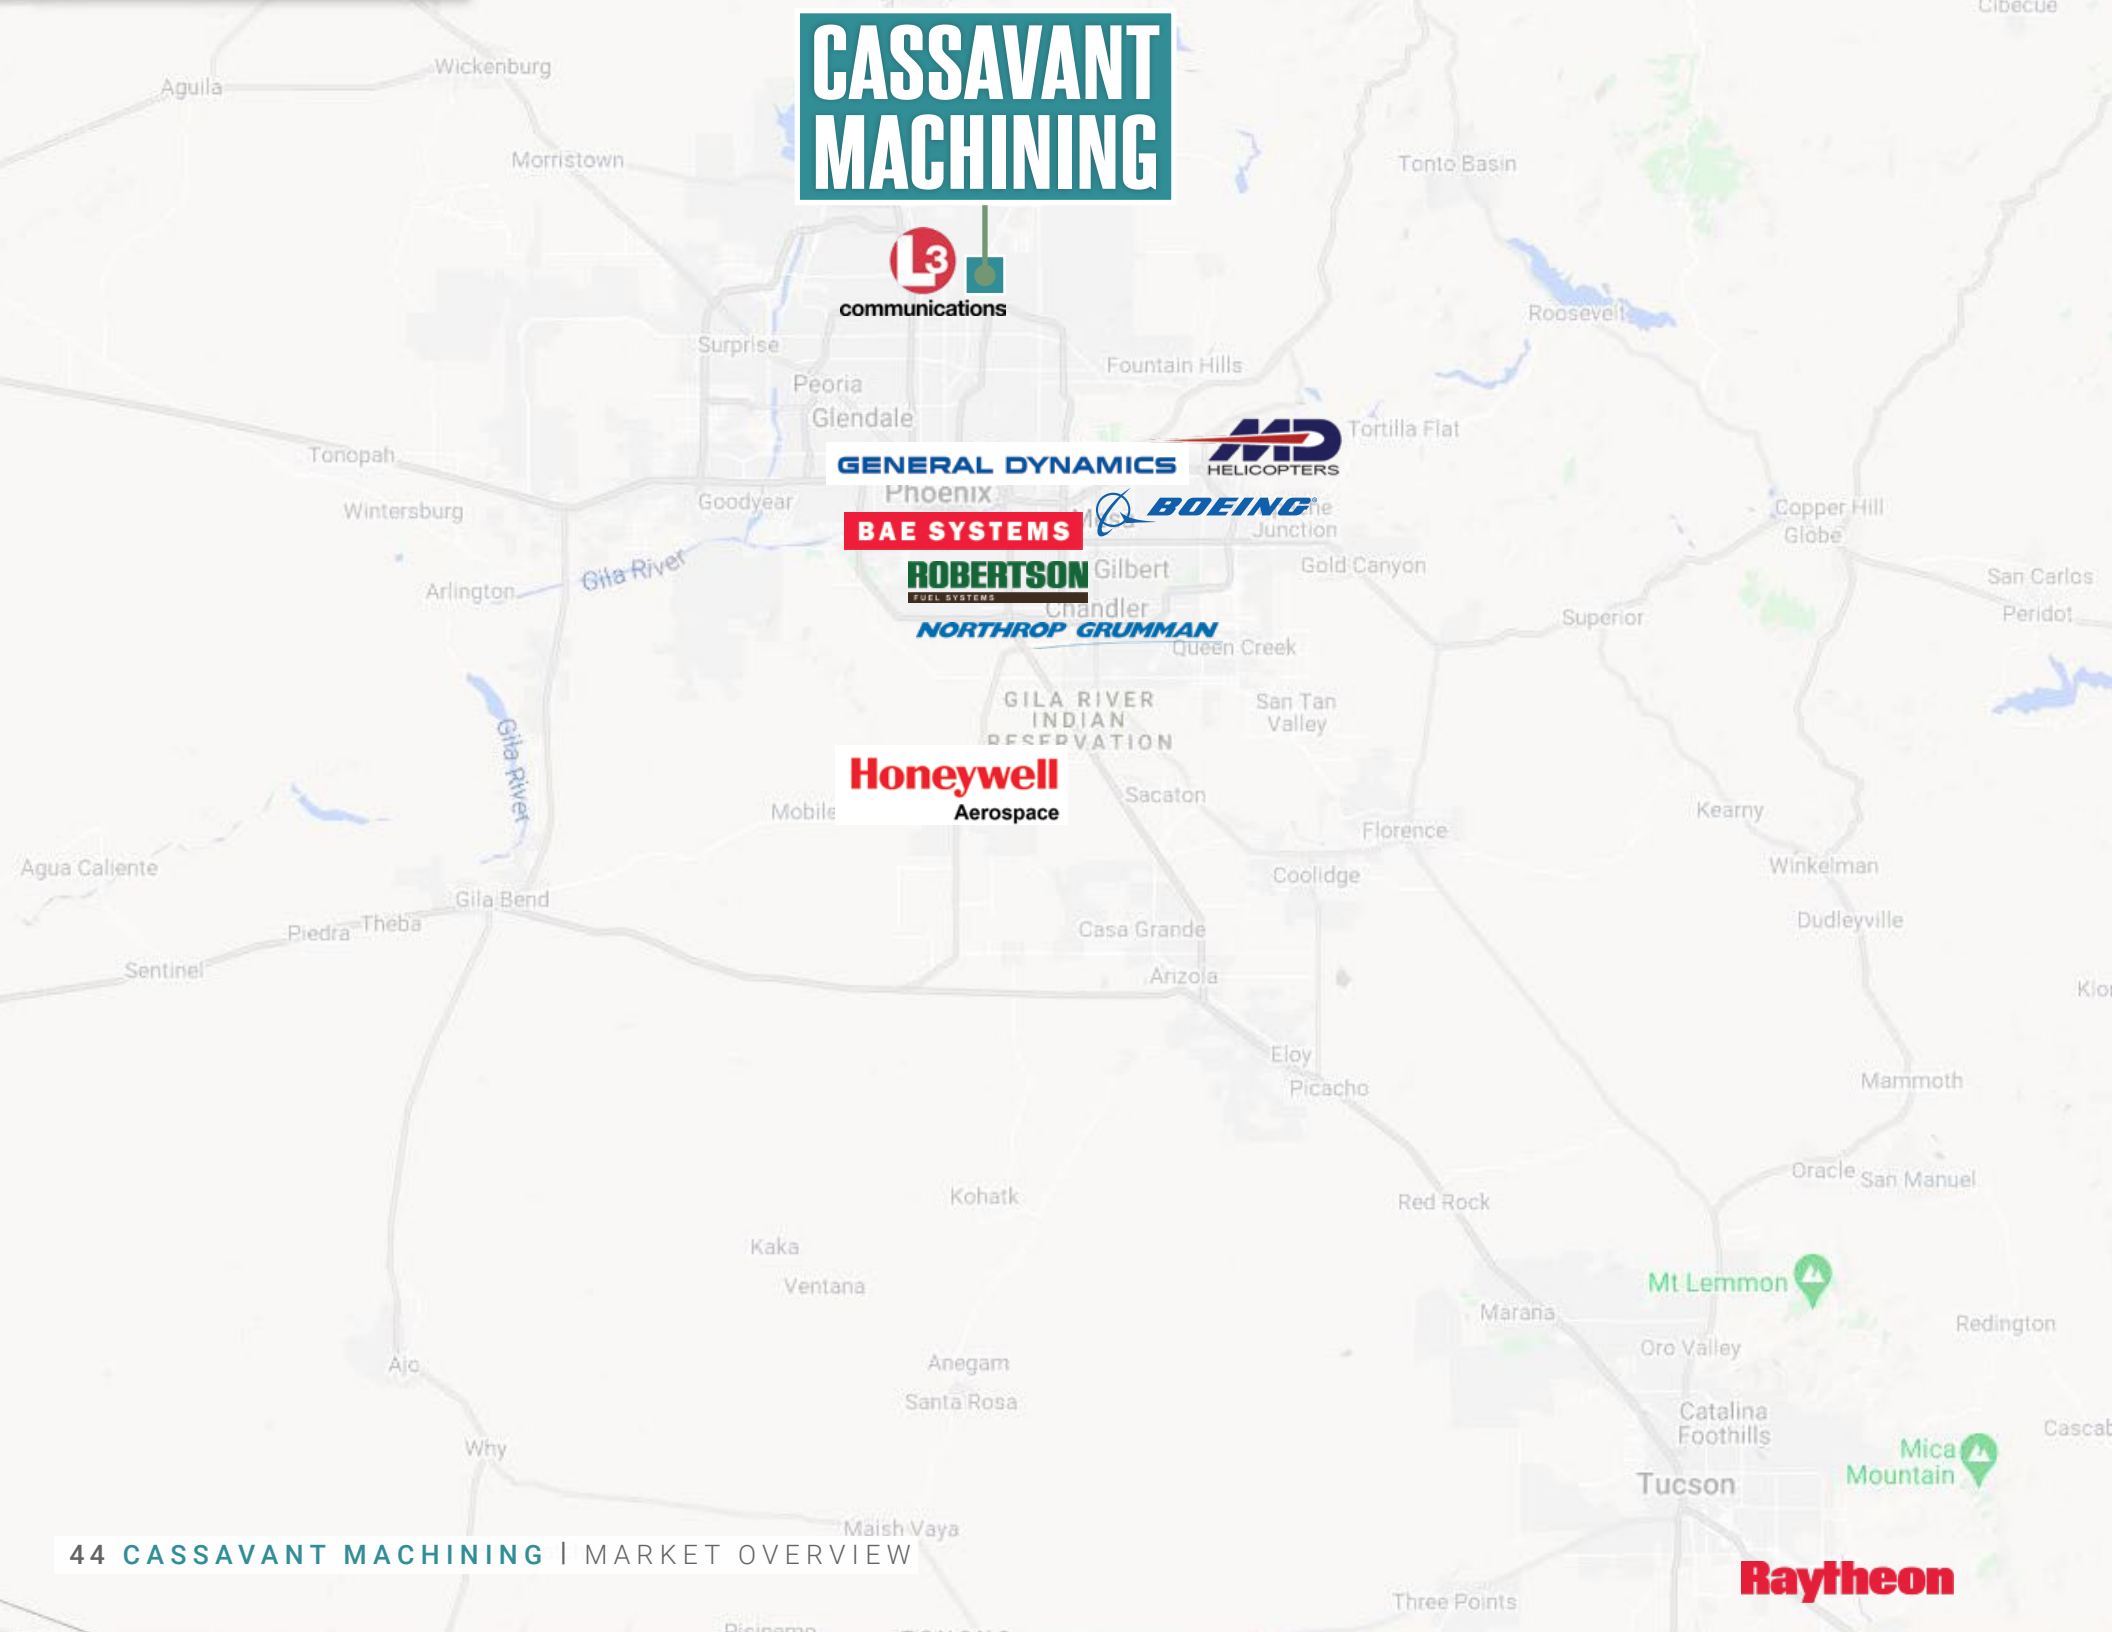 Cibecue
CASSAVANT
MACHINING
Wickenburg
Aguila
Morristown
Tonto Basin
L3
communications
Roosevelt
Surprise
Fountain Hills
Peoria
Glendale
MD
HELICOPTERS
Tortilla Flat
Tonopah
GENERAL DYNAMICS
Phoenix
Goodyear
Wintersburg
BOEING
Copper Hill
Globe
BAE SYSTEMS
Junction
Gila River
ROBERTSON
FUEL SYSTEMS
Gilbert
Gold Canyon
San Carlos
Arlington
Chandler
Superior
Peridot
NORTHROP GRUMMAN
Queen Creek
GILA RIVER
INDIAN
RESERVATION
San Tan
Valley
Gila River
Honeywell
Aerospace
Mobile
Sacaton
Kearny
Florence
Agua Caliente
Coolidge
Winkelman
Gila Bend
Theba
Piedra
Casa Grande
Dudleyville
Sentinel
Arizola
Eloy
Picacho
Mammoth
Oracle
San Manuel
Kohatk
Red Rock
Kaka
Ventana
Mt Lemmon
Marana
Redington
Oro Valley
Ajo
Anegam
Santa Rosa
Catalina
Foothills
Why
Mica
Mountain
Tucson
Maish Vaya
44 CASSAVANT MACHINING | MARKET OVERVIEW
Raytheon
Three Points